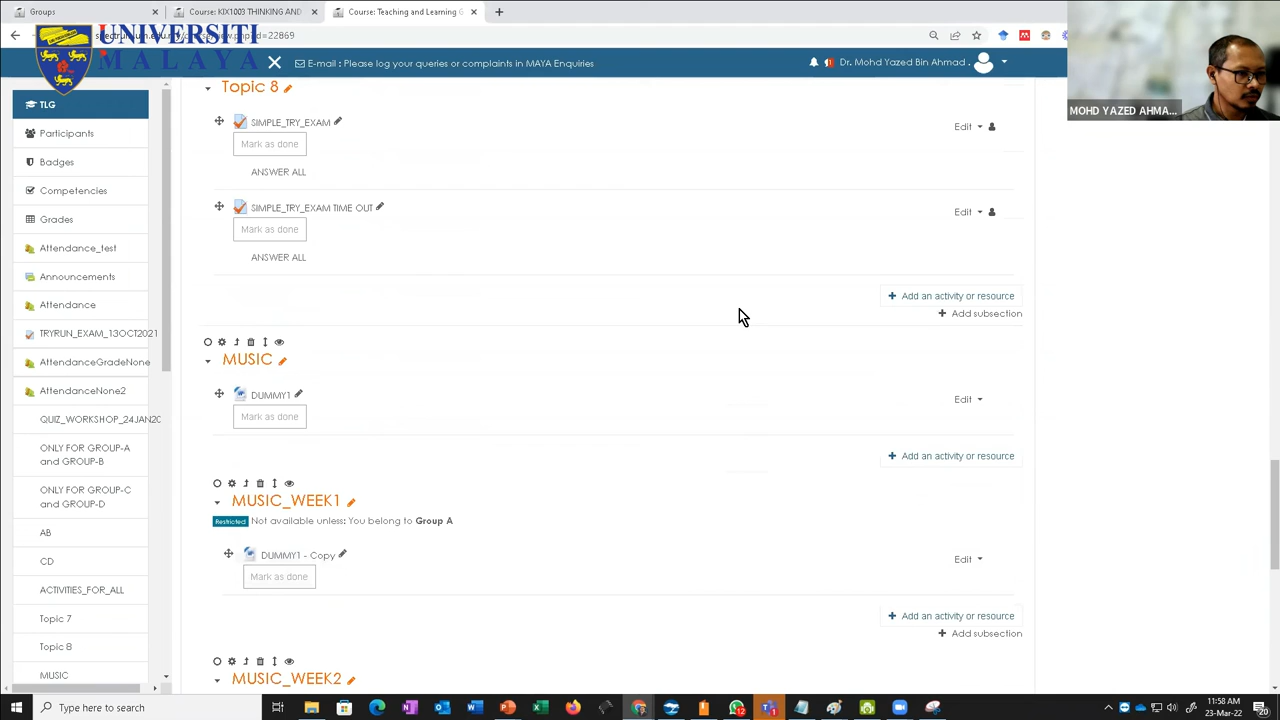 Groups
Course: KIX1003 THINKING AND
Course: Teaching and Learning G
UNIVERSITI
MALAYA
=22869
E-mail : Please log your queries or complaints in MAYA Enquiries
Dr. Mohd Yazed Bin Ahmad .
MOHD YAZED AHMA...
TLG
Participants
Badges
Competencies
Grades
Attendance_test
Announcements
Attendance
TRYRUN_EXAM_13OCT2021
AttendanceGradeNone
AttendanceNone2
QUIZ_WORKSHOP_24JAN20
ONLY FOR GROUP-A
and GROUP-B
ONLY FOR GROUP-C
and GROUP-D
AB
CD
ACTIVITIES_FOR_ALL
Topic 7
Topic 8
MUSIC
Topic 8
SIMPLE_TRY_EXAM
Edit
Mark as done
ANSWER ALL
SIMPLE_TRY_EXAM TIME OUT
Edit
Mark as done
ANSWER ALL
Add an activity or resource
Add subsection
MUSIC
DUMMY1
Edit
Mark as done
Add an activity or resource
MUSIC_WEEK1
Restricted Not available unless: You belong to Group A
DUMMY1 - Copy
Edit
Mark as done
Add an activity or resource
Add subsection
MUSIC_WEEK2
Type here to search
11:58 AM
23-Mar-22
20